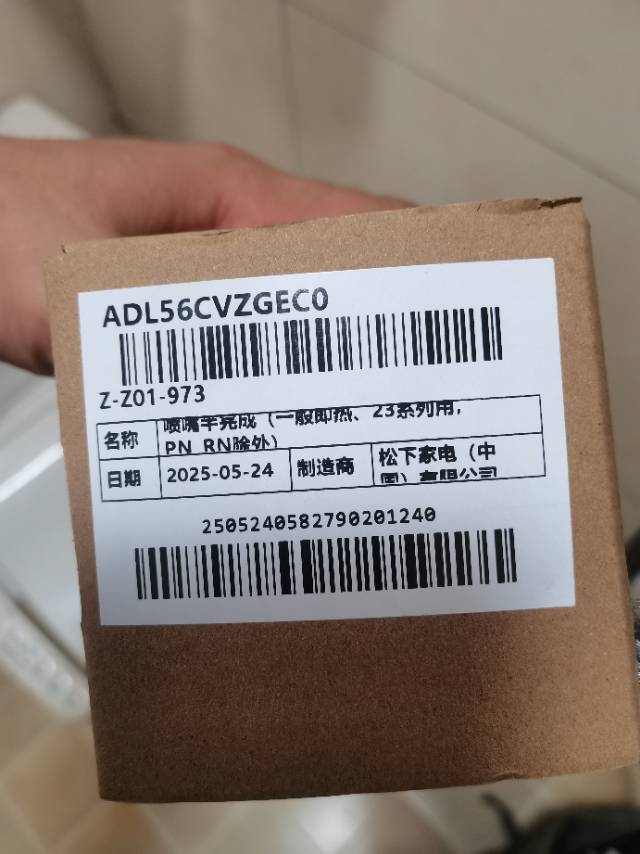 ADL56CVZGEC0
Z-Z01-973
名称 喷嘴半完成（一般即热、23系列用，
PN RN除外）
日期 2025-05-24 制造商 松下家电（中
国）有限公司
2505240582790201240